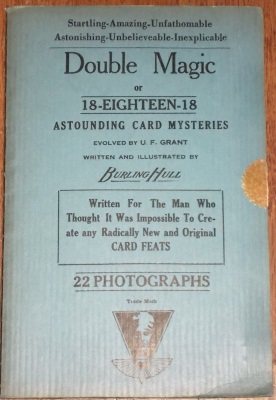 Startling-Amazing-Unfathomable
Astonishing-Unbelieveable-Inexplicable
Double Magic
or
18-EIGHTEEN-18
ASTOUNDING CARD MYSTERIES
EVOLVED BY U. F. GRANT
WRITTEN AND ILLUSTRATED BY
BURLING HULL
Written For The Man Who
Thought It Was Impossible To Cre-
ate any Radically New and Original
CARD FEATS
22 PHOTOGRAPHS
Trade Mark